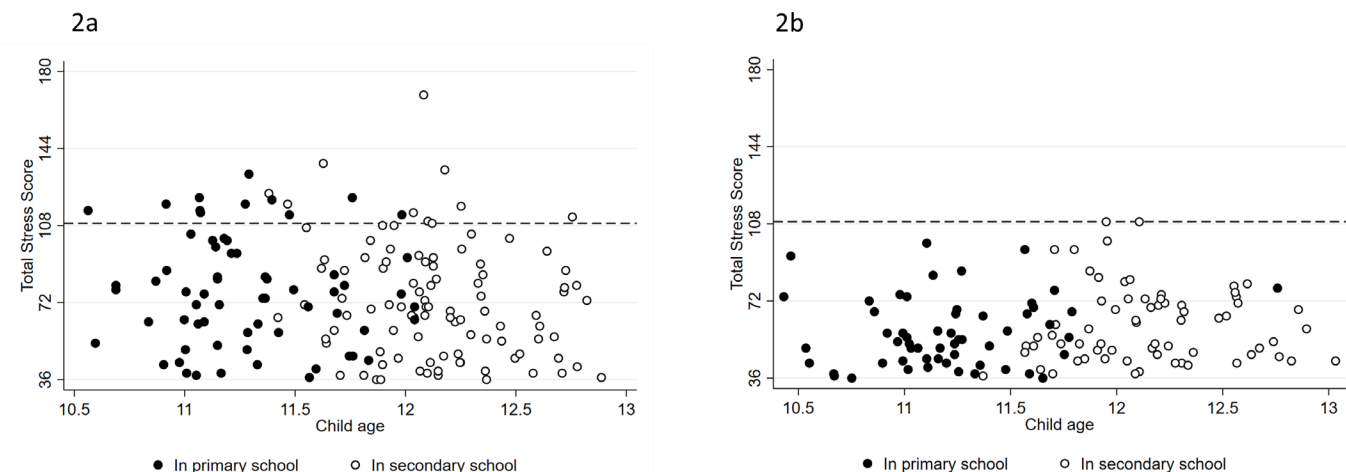 2a
180
144
108
72
36
Total Stress Score
10.5 11 11.5 12 12.5 13
Child age
In primary school In secondary school
2b
180
144
108
72
36
Total Stress Score
10.5 11 11.5 12 12.5 13
Child age
In primary school In secondary school